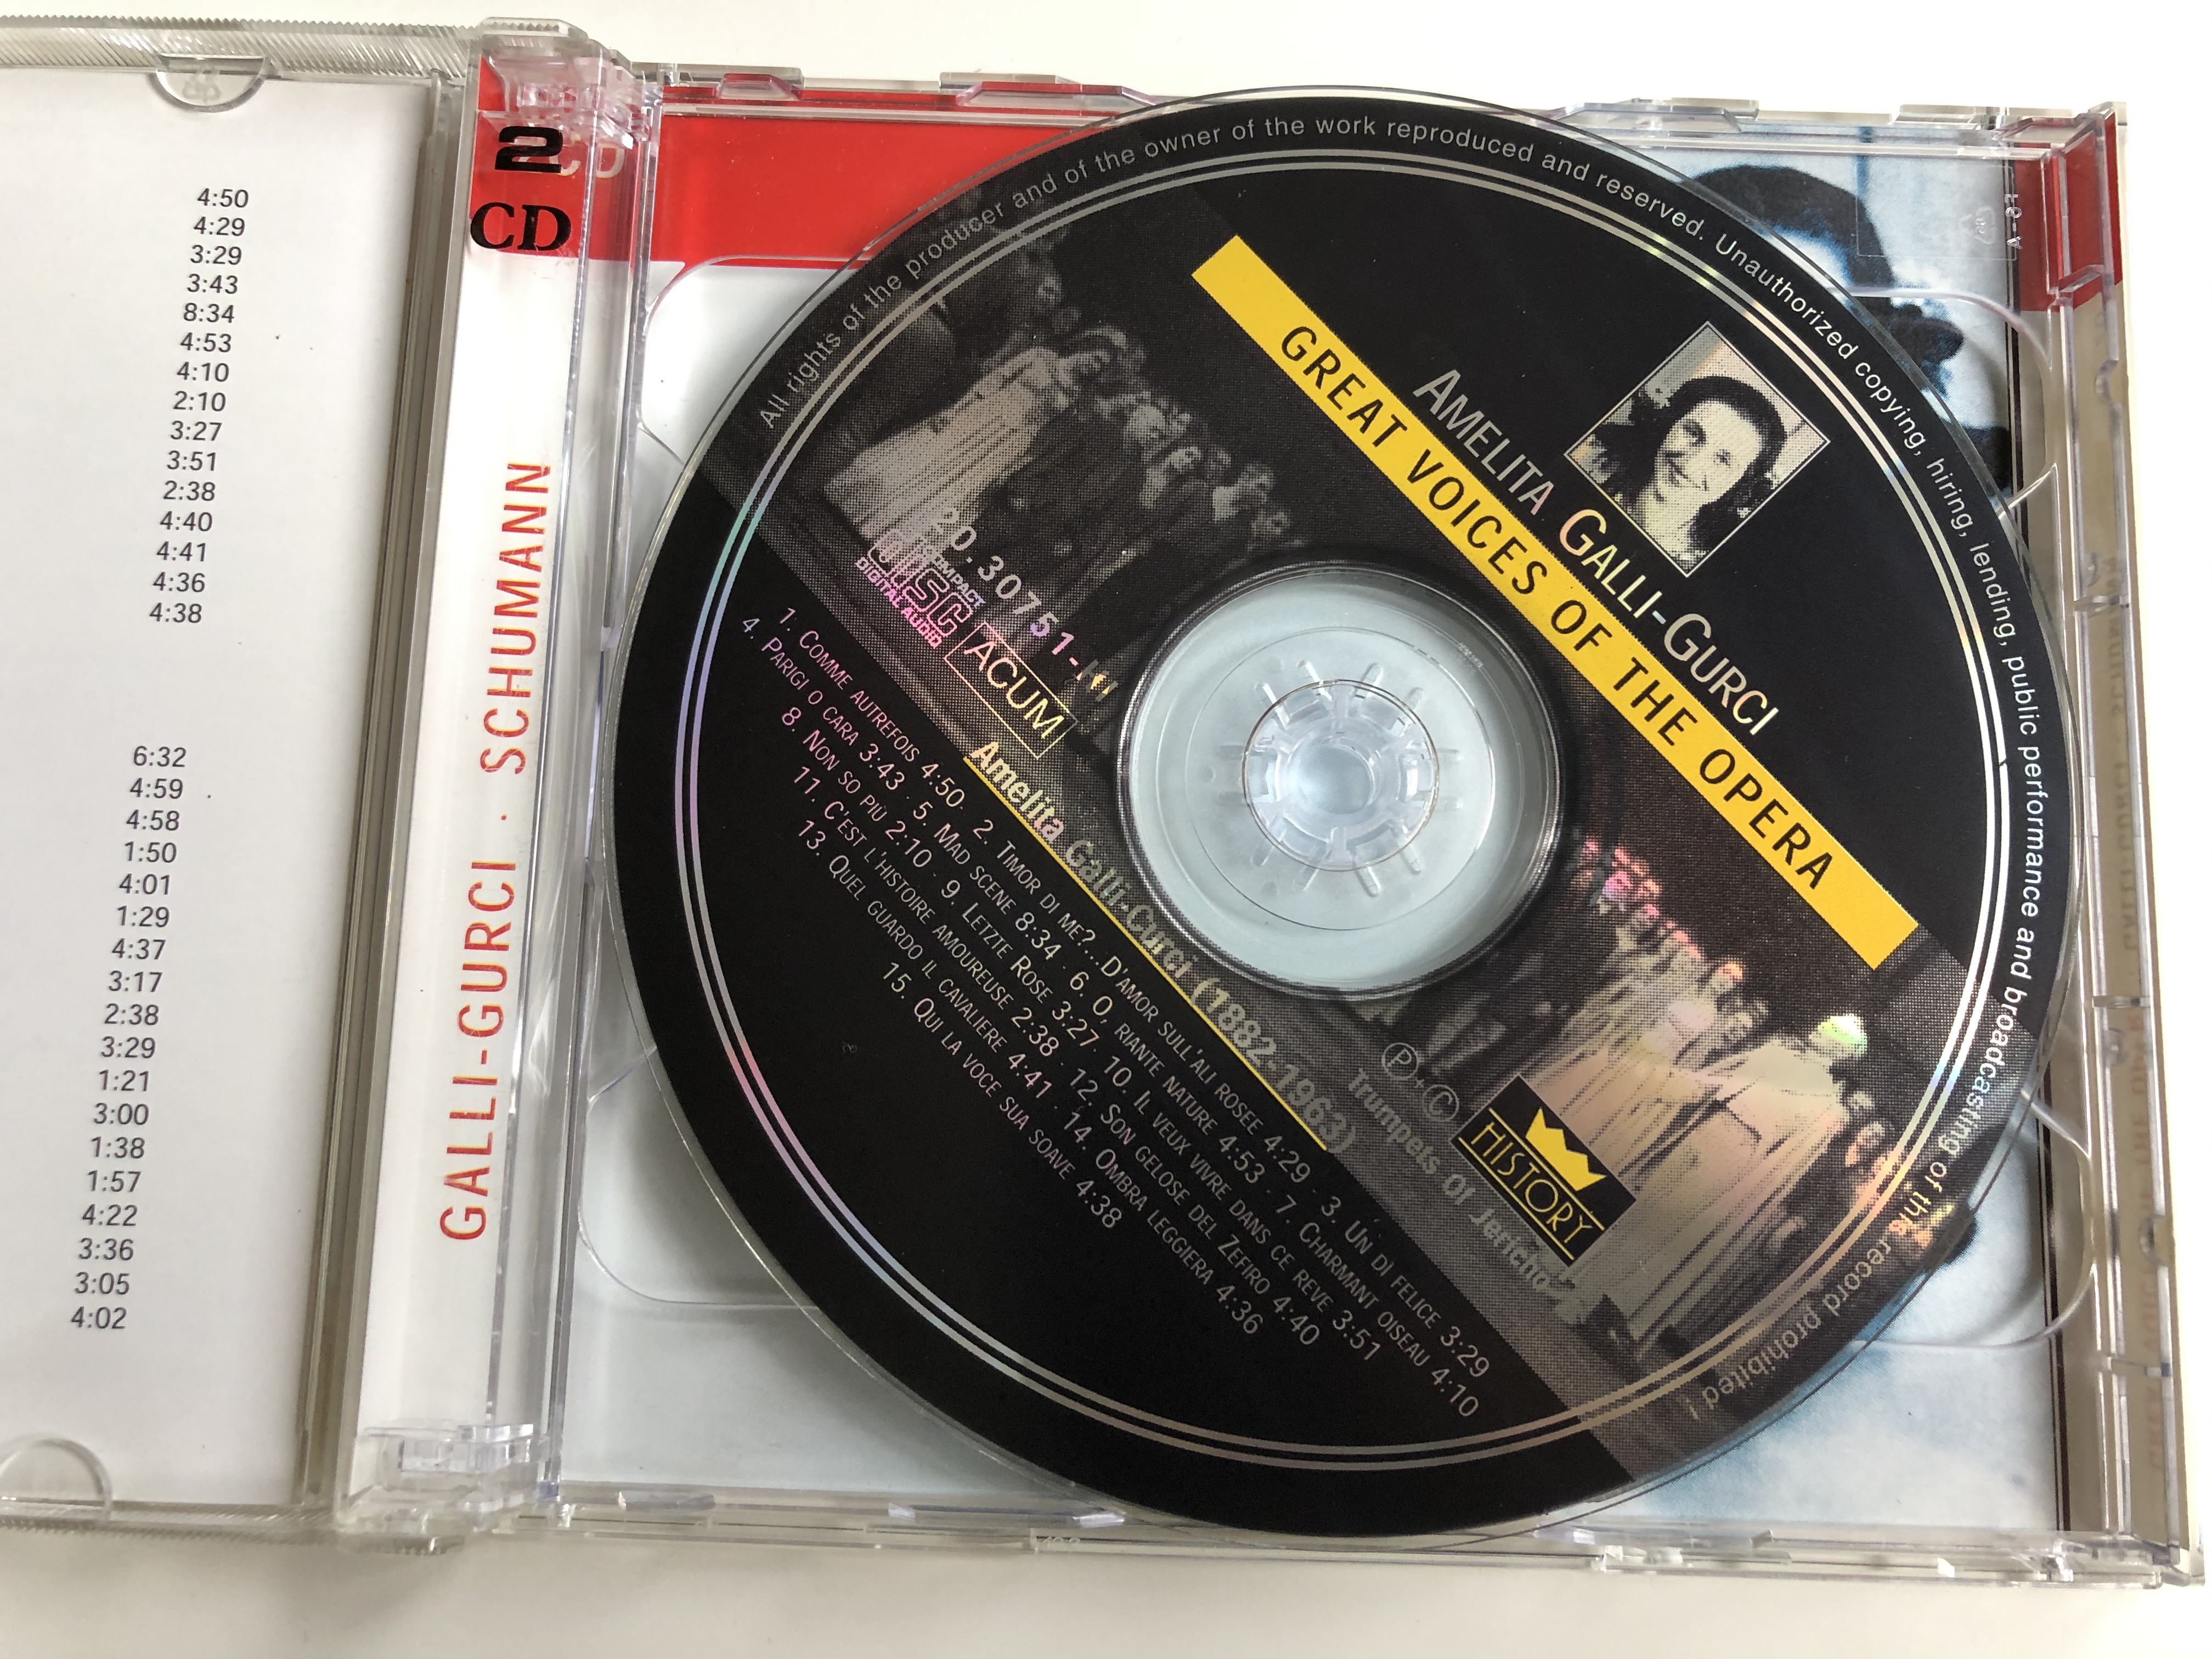 4:50
4:29
3:29
3:43
8:34
4:53
4:10
2:10
3:27
3:51
2:38
4:40
4:41
4:36
4:38
6:32
4:59
4:58
1:50
4:01
1:29
4:37
3:17
2:38
3:29
1:21
3:00
1:38
1:57
4:22
3:36
3:05
4:02
2
CD
GALLI-GURCI · SCHUMANN
All rights of the producer and of the owner of the work reproduced and reserved. Unauthorized copying, hiring, lending, public performance and broadcasting of this record prohibited !
AMELITA GALLI-GURCI
GREAT VOICES OF THE OPERA
20.30751-HI
COMPACT
disc
DIGITAL AUDIO
ACUM
HISTORY
Ⓟ+Ⓒ
Trumpets Of Jericho
Amelita Galli-Curci (1882-1963)
1. COMME AUTREFOIS 4:50 · 2. TIMOR DI ME?...D'AMOR SULL'ALI ROSEE 4:29 · 3. UN DÌ FELICE 3:29
4. PARIGI O CARA 3:43 · 5. MAD SCENE 8:34 · 6. O, RIANTE NATURE 4:53 · 7. CHARMANT OISEAU 4:10
8. NON SO PIÙ 2:10 · 9. LETZTE ROSE 3:27 · 10. IL VEUX VIVRE DANS CE REVE 3:51
11. C'EST L'HISTOIRE AMOUREUSE 2:38 · 12. SON GELOSE DEL ZEFIRO 4:40
13. QUEL GUARDO IL CAVALIERE 4:41 · 14. OMBRA LEGGIERA 4:36
15. QUI LA VOCE SUA SOAVE 4:38